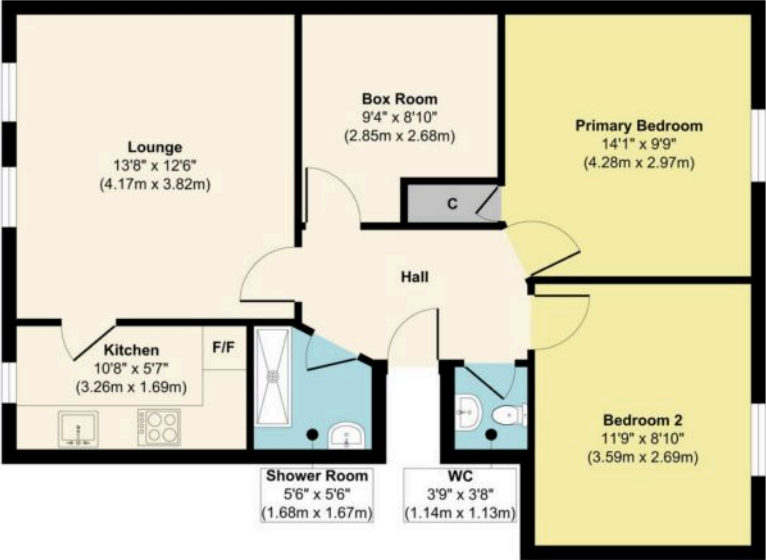 Lounge
13'8" x 12'6"
(4.17m x 3.82m)
Box Room
9'4" x 8'10"
(2.85m x 2.68m)
Primary Bedroom
14'1" x 9'9"
(4.28m x 2.97m)
C
Hall
Kitchen
10'8" x 5'7"
(3.26m x 1.69m)
F/F
Bedroom 2
11'9" x 8'10"
(3.59m x 2.69m)
Shower Room
5'6" x 5'6"
(1.68m x 1.67m)
WC
3'9" x 3'8"
(1.14m x 1.13m)